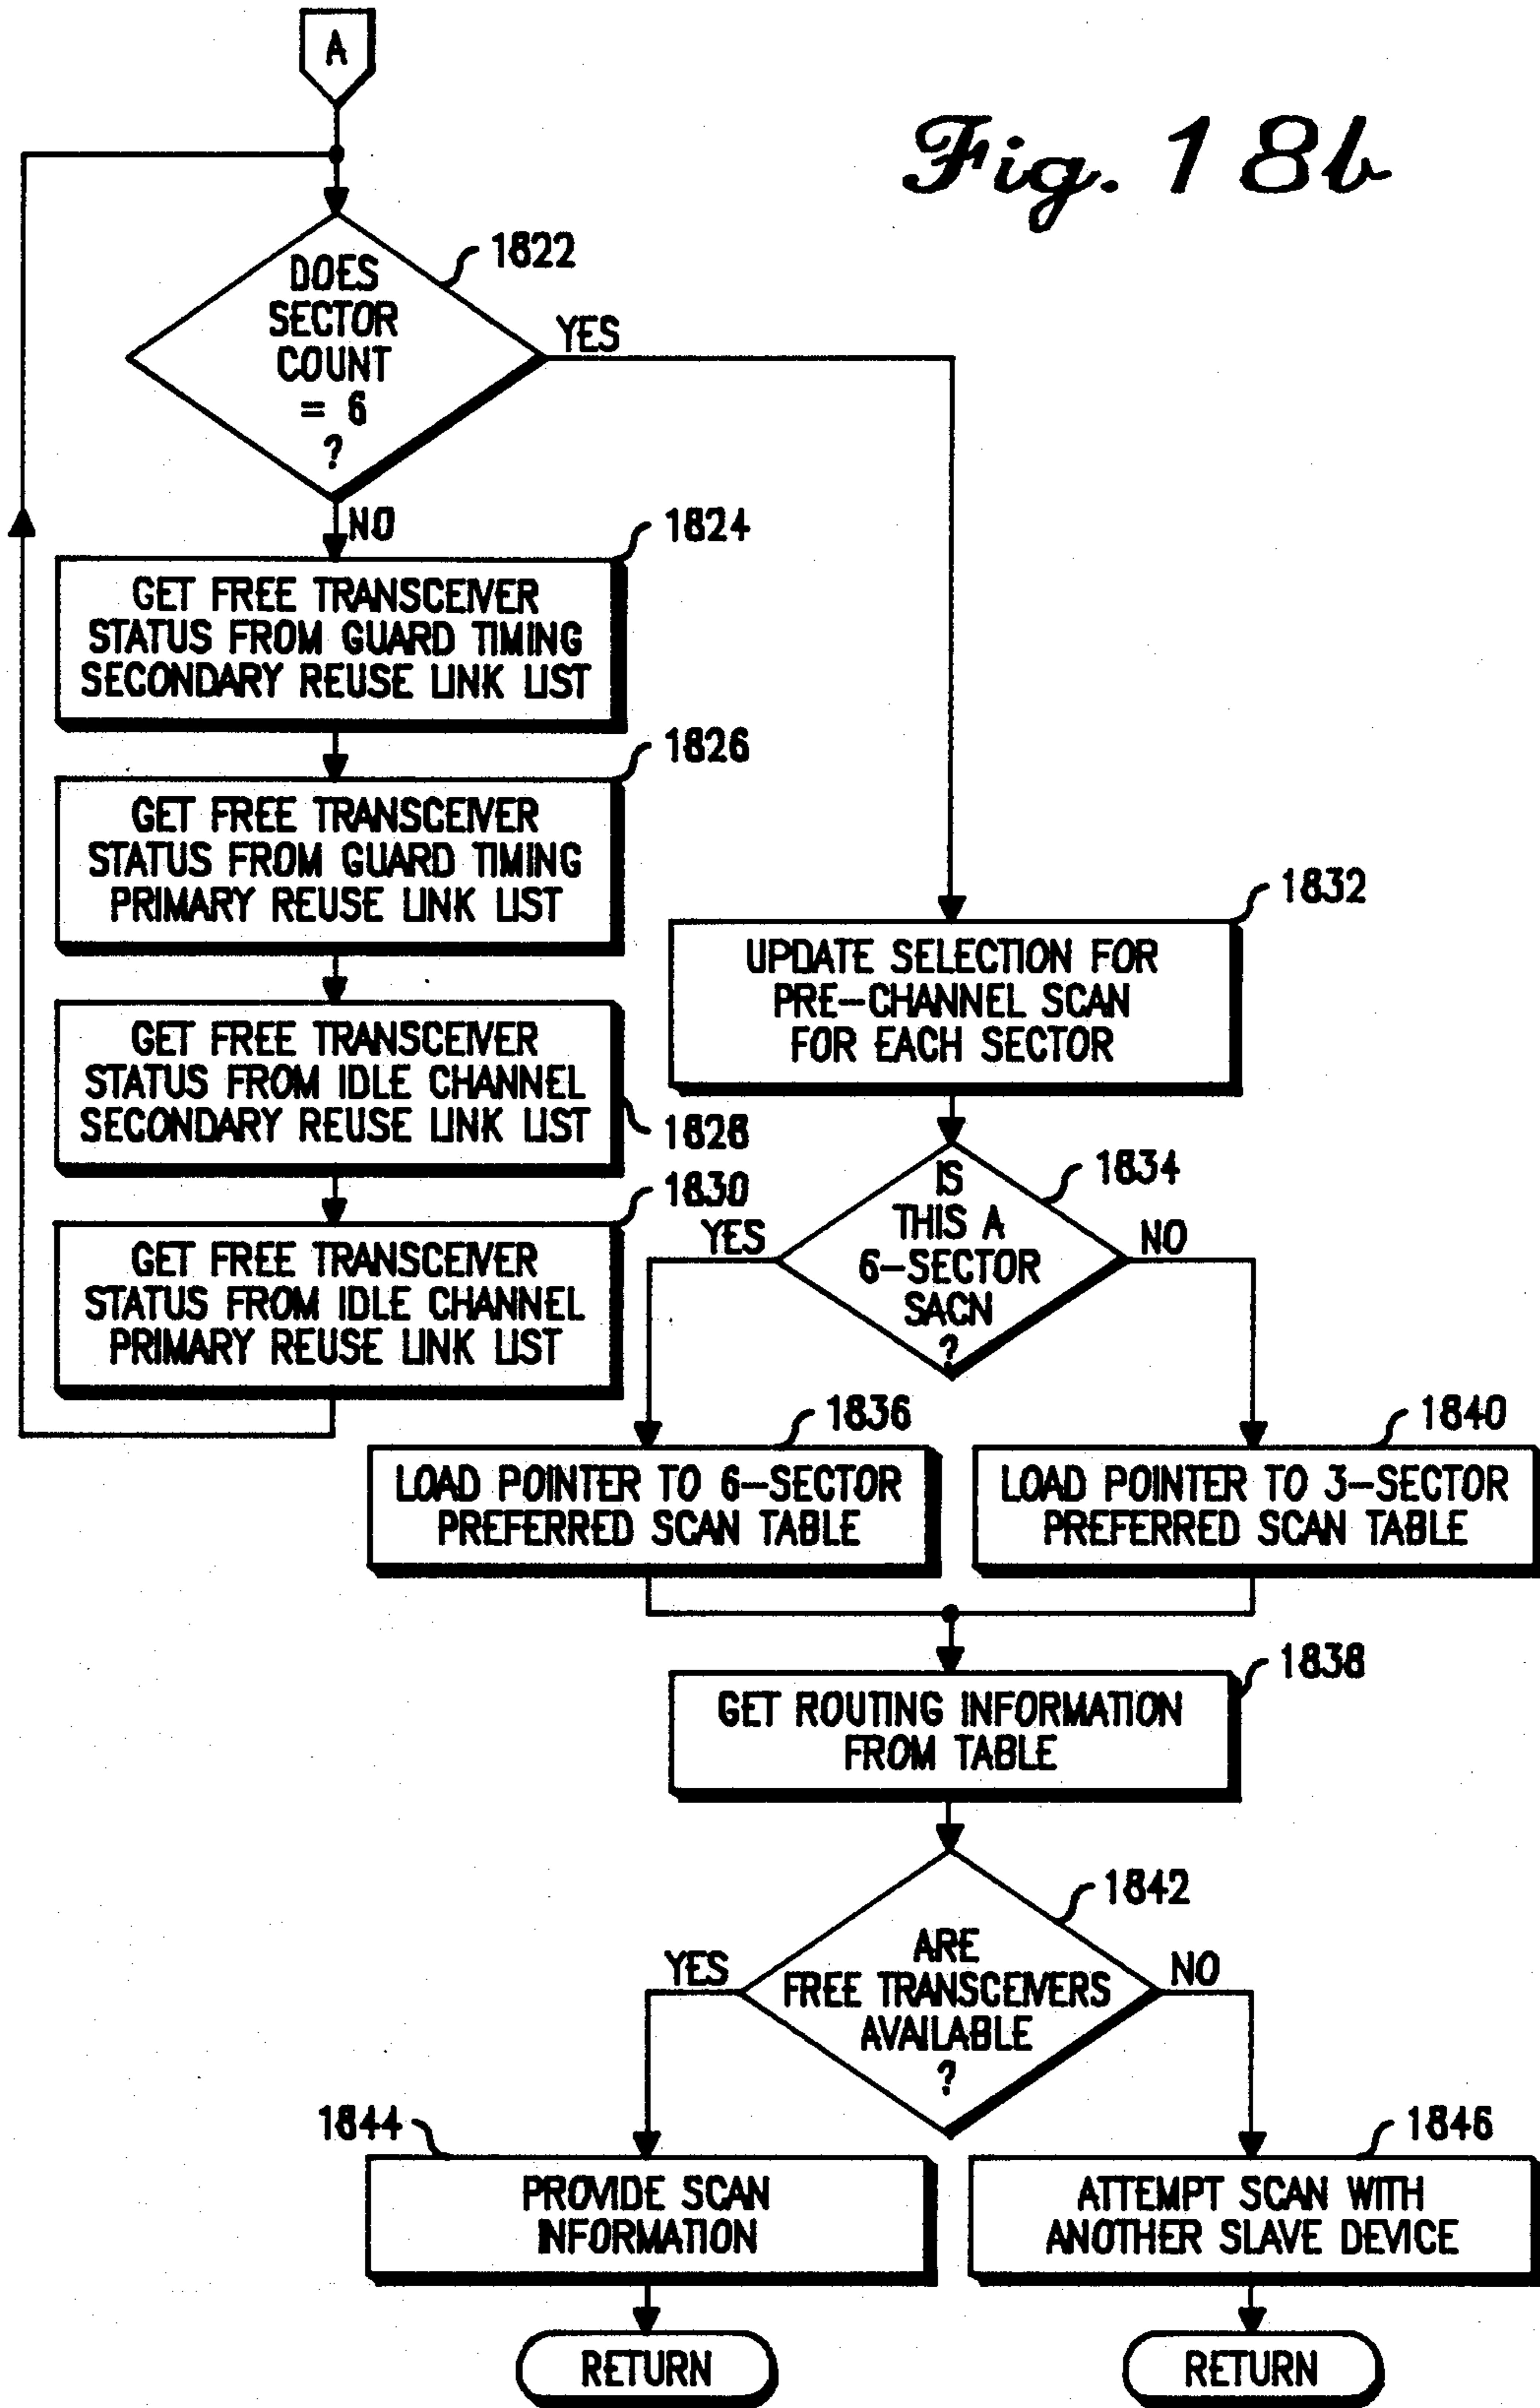 A
Fig. 18b
DOES
SECTOR
COUNT
= 6
?
1822
YES
NO
1824
GET FREE TRANSCEIVER
STATUS FROM GUARD TIMING
SECONDARY REUSE LINK LIST
1826
GET FREE TRANSCEIVER
STATUS FROM GUARD TIMING
PRIMARY REUSE LINK LIST
GET FREE TRANSCEIVER
STATUS FROM IDLE CHANNEL
SECONDARY REUSE LINK LIST
1828
1830
GET FREE TRANSCEIVER
STATUS FROM IDLE CHANNEL
PRIMARY REUSE LINK LIST
1832
UPDATE SELECTION FOR
PRE-CHANNEL SCAN
FOR EACH SECTOR
1834
IS
THIS A
6-SECTOR
SACN
?
YES
NO
1836
LOAD POINTER TO 6-SECTOR
PREFERRED SCAN TABLE
1840
LOAD POINTER TO 3-SECTOR
PREFERRED SCAN TABLE
1838
GET ROUTING INFORMATION
FROM TABLE
1842
ARE
FREE TRANSCEIVERS
AVAILABLE
?
YES
NO
1844
PROVIDE SCAN
INFORMATION
1846
ATTEMPT SCAN WITH
ANOTHER SLAVE DEVICE
RETURN
RETURN